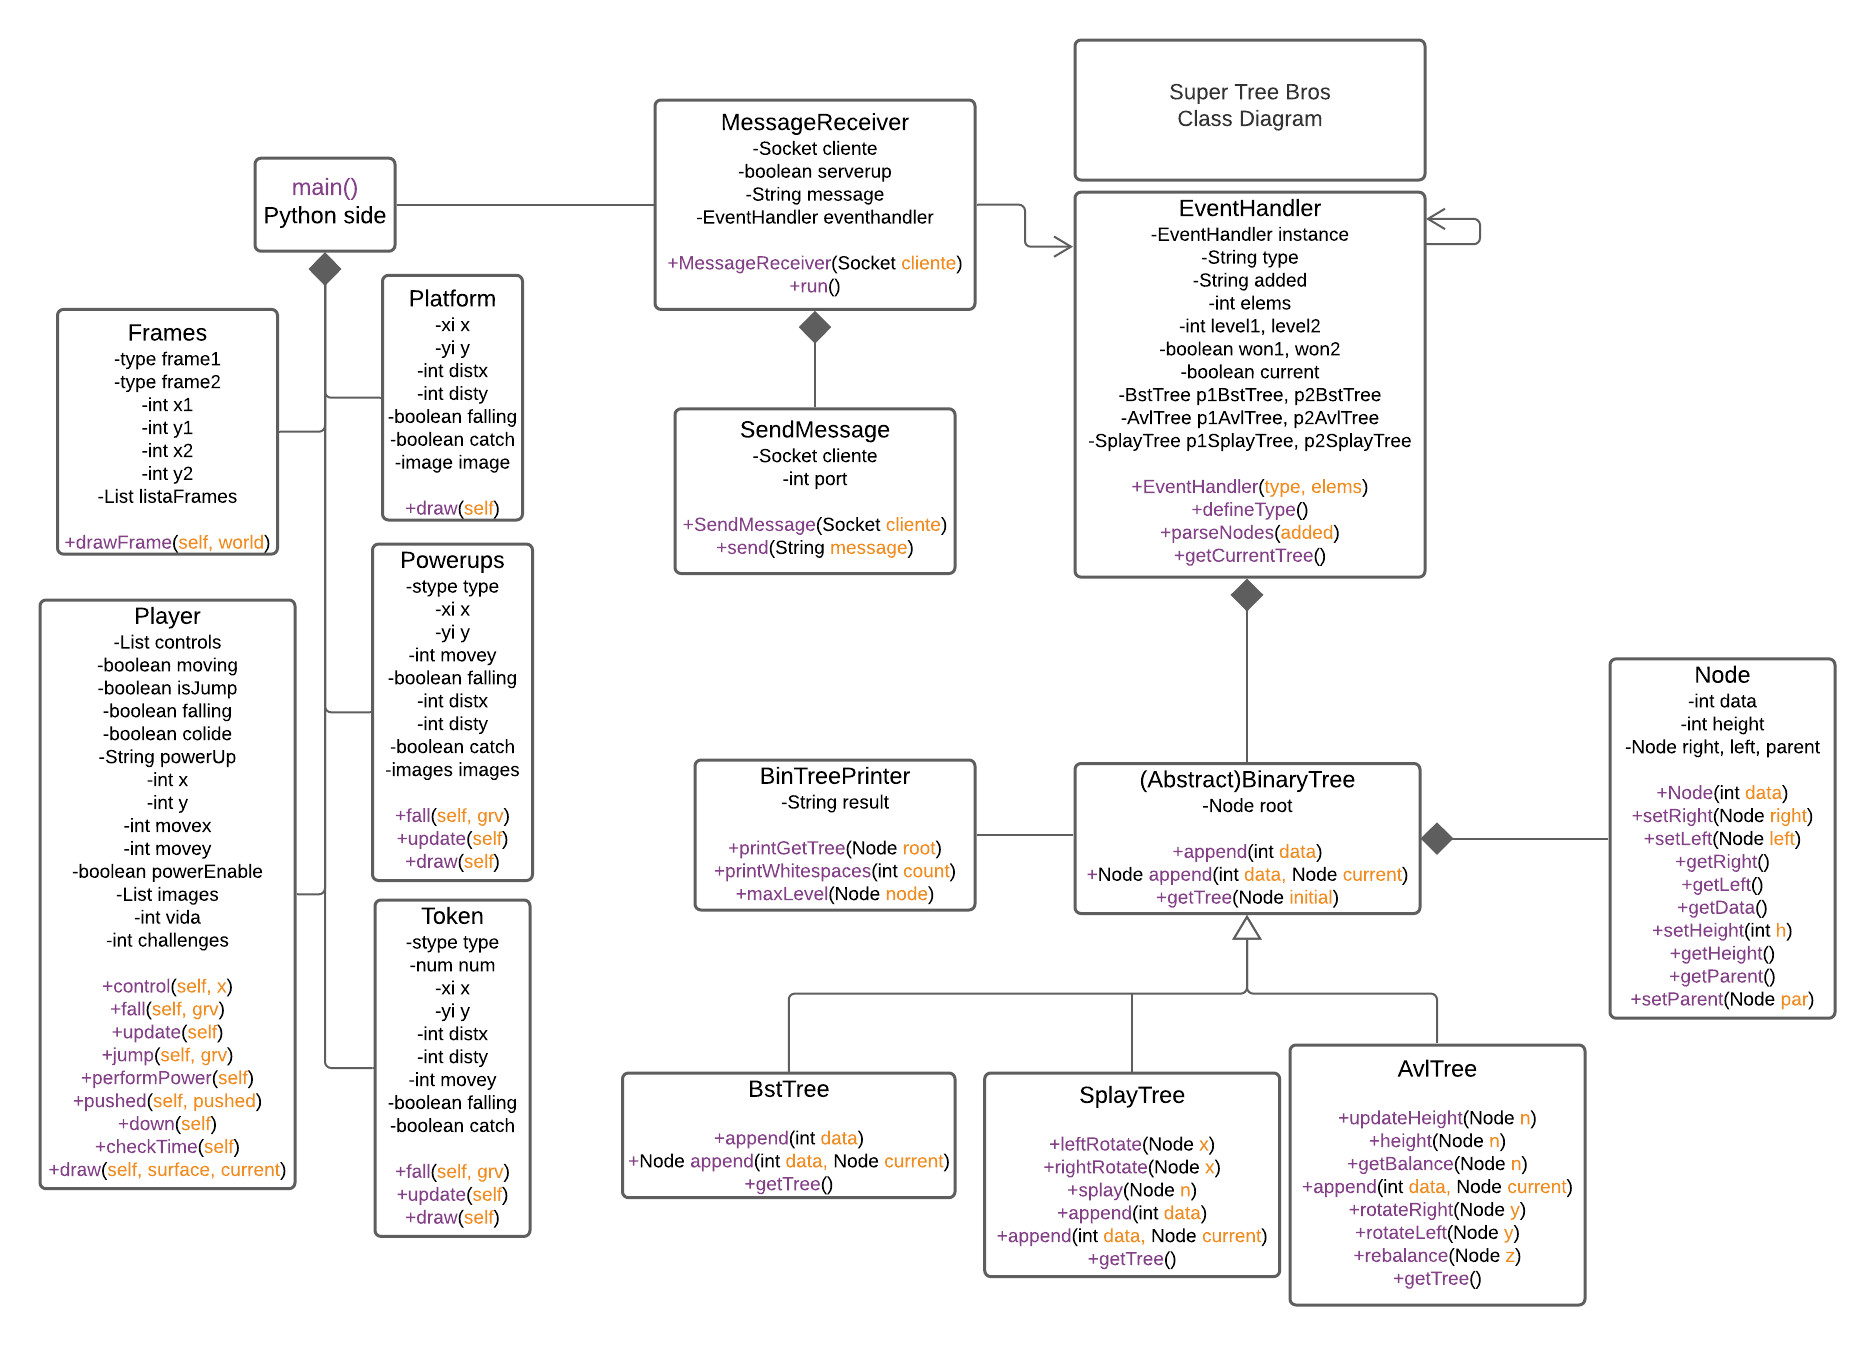 Super Tree Bros
Class Diagram
main()
Python side
MessageReceiver
-Socket cliente
-boolean serverup
-String message
-EventHandler eventhandler
+MessageReceiver(Socket cliente)
+run()
EventHandler
-EventHandler instance
-String type
-String added
-int elems
-int level1, level2
-boolean won1, won2
-boolean current
-BstTree p1BstTree, p2BstTree
-AvlTree p1AvlTree, p2AvlTree
-SplayTree p1SplayTree, p2SplayTree
+EventHandler(type, elems)
+defineType()
+parseNodes(added)
+getCurrentTree()
Frames
-type frame1
-type frame2
-int x1
-int y1
-int x2
-int y2
-List listaFrames
+drawFrame(self, world)
Platform
-xi x
-yi y
-int distx
-int disty
-boolean falling
-boolean catch
-image image
+draw(self)
SendMessage
-Socket cliente
-int port
+SendMessage(Socket cliente)
+send(String message)
Player
-List controls
-boolean moving
-boolean isJump
-boolean falling
-boolean colide
-String powerUp
-int x
-int y
-int movex
-int movey
-boolean powerEnable
-List images
-int vida
-int challenges
+control(self, x)
+fall(self, grv)
+update(self)
+jump(self, grv)
+performPower(self)
+pushed(self, pushed)
+down(self)
+checkTime(self)
+draw(self, surface, current)
Powerups
-stype type
-xi x
-yi y
-int movey
-boolean falling
-int distx
-int disty
-boolean catch
-images images
+fall(self, grv)
+update(self)
+draw(self)
Token
-stype type
-num num
-xi x
-yi y
-int distx
-int disty
-int movey
-boolean falling
-boolean catch
+fall(self, grv)
+update(self)
+draw(self)
BinTreePrinter
-String result
+printGetTree(Node root)
+printWhitespaces(int count)
+maxLevel(Node node)
(Abstract)BinaryTree
-Node root
+append(int data)
+Node append(int data, Node current)
+getTree(Node initial)
Node
-int data
-int height
-Node right, left, parent
+Node(int data)
+setRight(Node right)
+setLeft(Node left)
+getRight()
+getLeft()
+getData()
+setHeight(int h)
+getHeight()
+getParent()
+setParent(Node par)
BstTree
+append(int data)
+Node append(int data, Node current)
+getTree()
SplayTree
+leftRotate(Node x)
+rightRotate(Node x)
+splay(Node n)
+append(int data)
+append(int data, Node current)
+getTree()
AvlTree
+updateHeight(Node n)
+height(Node n)
+getBalance(Node n)
+append(int data, Node current)
+rotateRight(Node y)
+rotateLeft(Node y)
+rebalance(Node z)
+getTree()